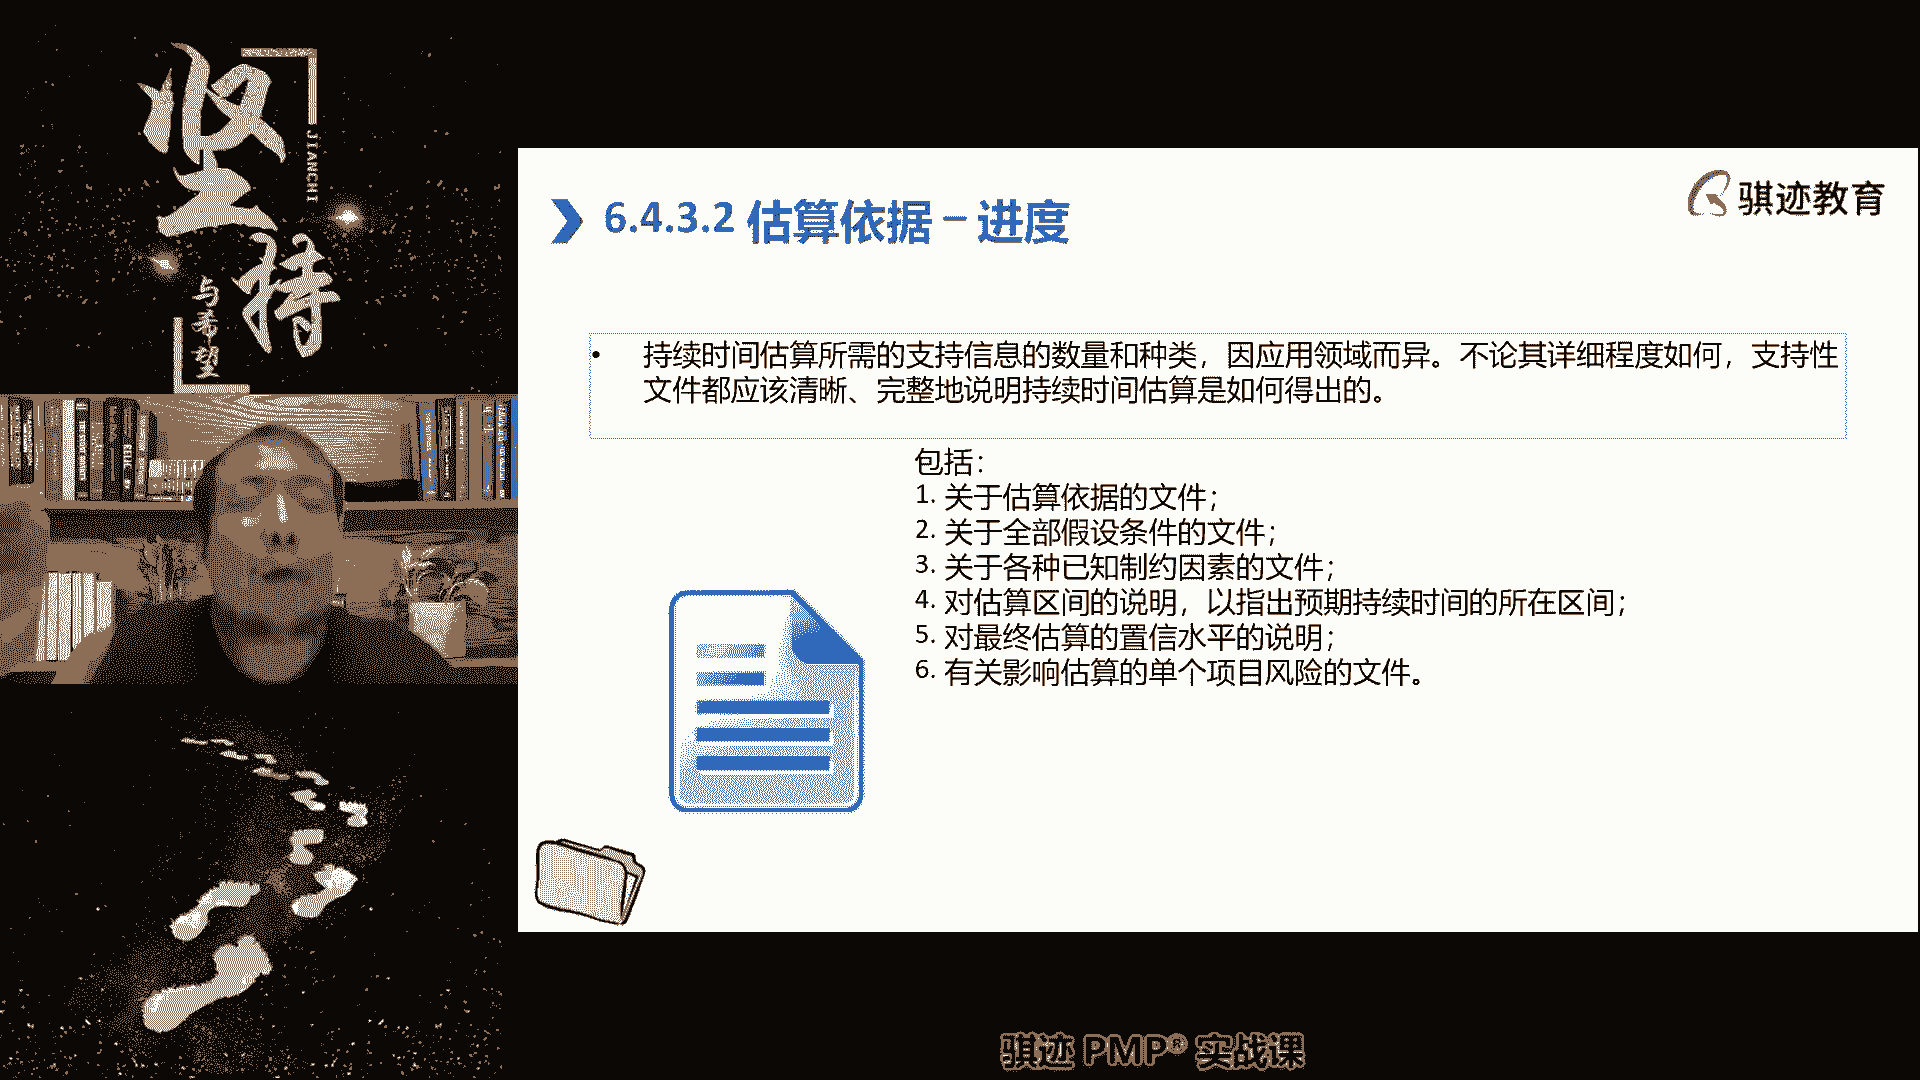 坚持
JIANCHI
与希望
骐迹教育
6.4.3.2 估算依据 – 进度
• 持续时间估算所需的支持信息的数量和种类，因应用领域而异。不论其详细程度如何，支持性
文件都应该清晰、完整地说明持续时间估算是如何得出的。
包括：
1. 关于估算依据的文件；
2. 关于全部假设条件的文件；
3. 关于各种已知制约因素的文件；
4. 对估算区间的说明，以指出预期持续时间的所在区间；
5. 对最终估算的置信水平的说明；
6. 有关影响估算的单个项目风险的文件。
骐迹 PMP® 实战课